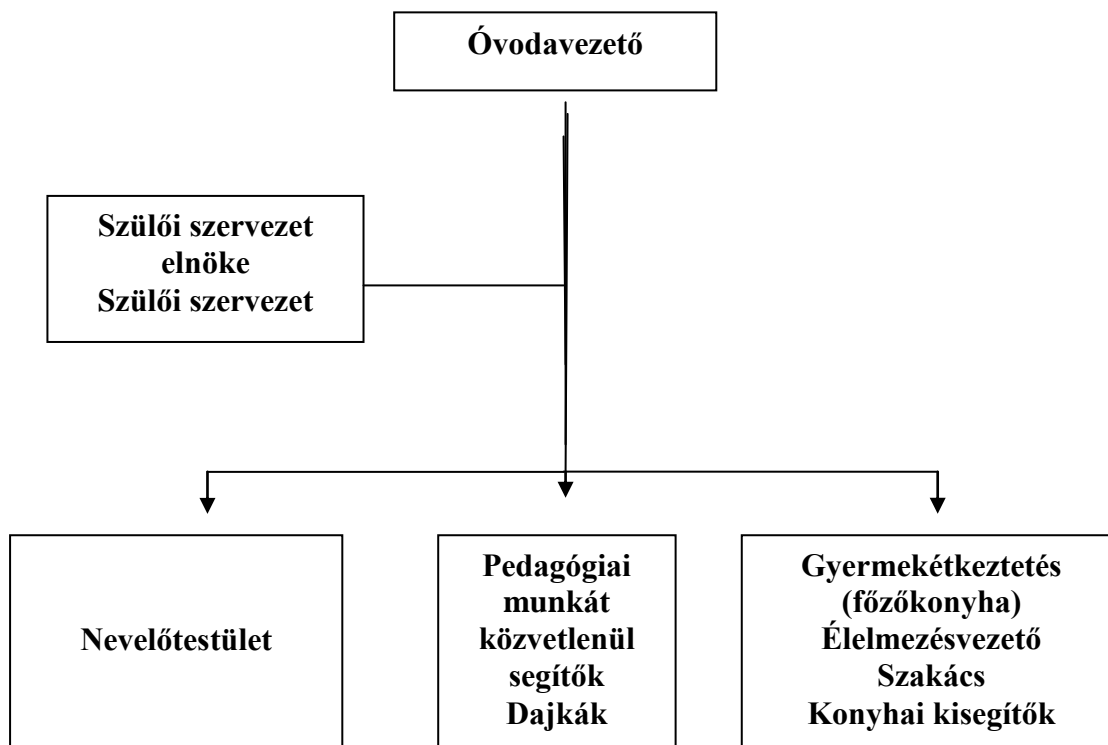 Óvodavezető
Szülői szervezet
elnöke
Szülői szervezet
Nevelőtestület
Pedagógiai
munkát
közvetlenül
segítők
Dajkák
Gyermekétkeztetés
(főzőkonyha)
Élelmezésvezető
Szakács
Konyhai kisegítők